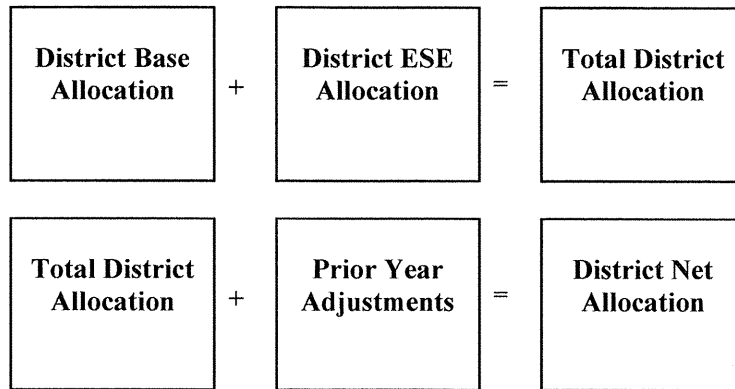 District Base District ESE Total District
Allocation + Allocation = Allocation
Total District Prior Year District Net
Allocation + Adjustments = Allocation